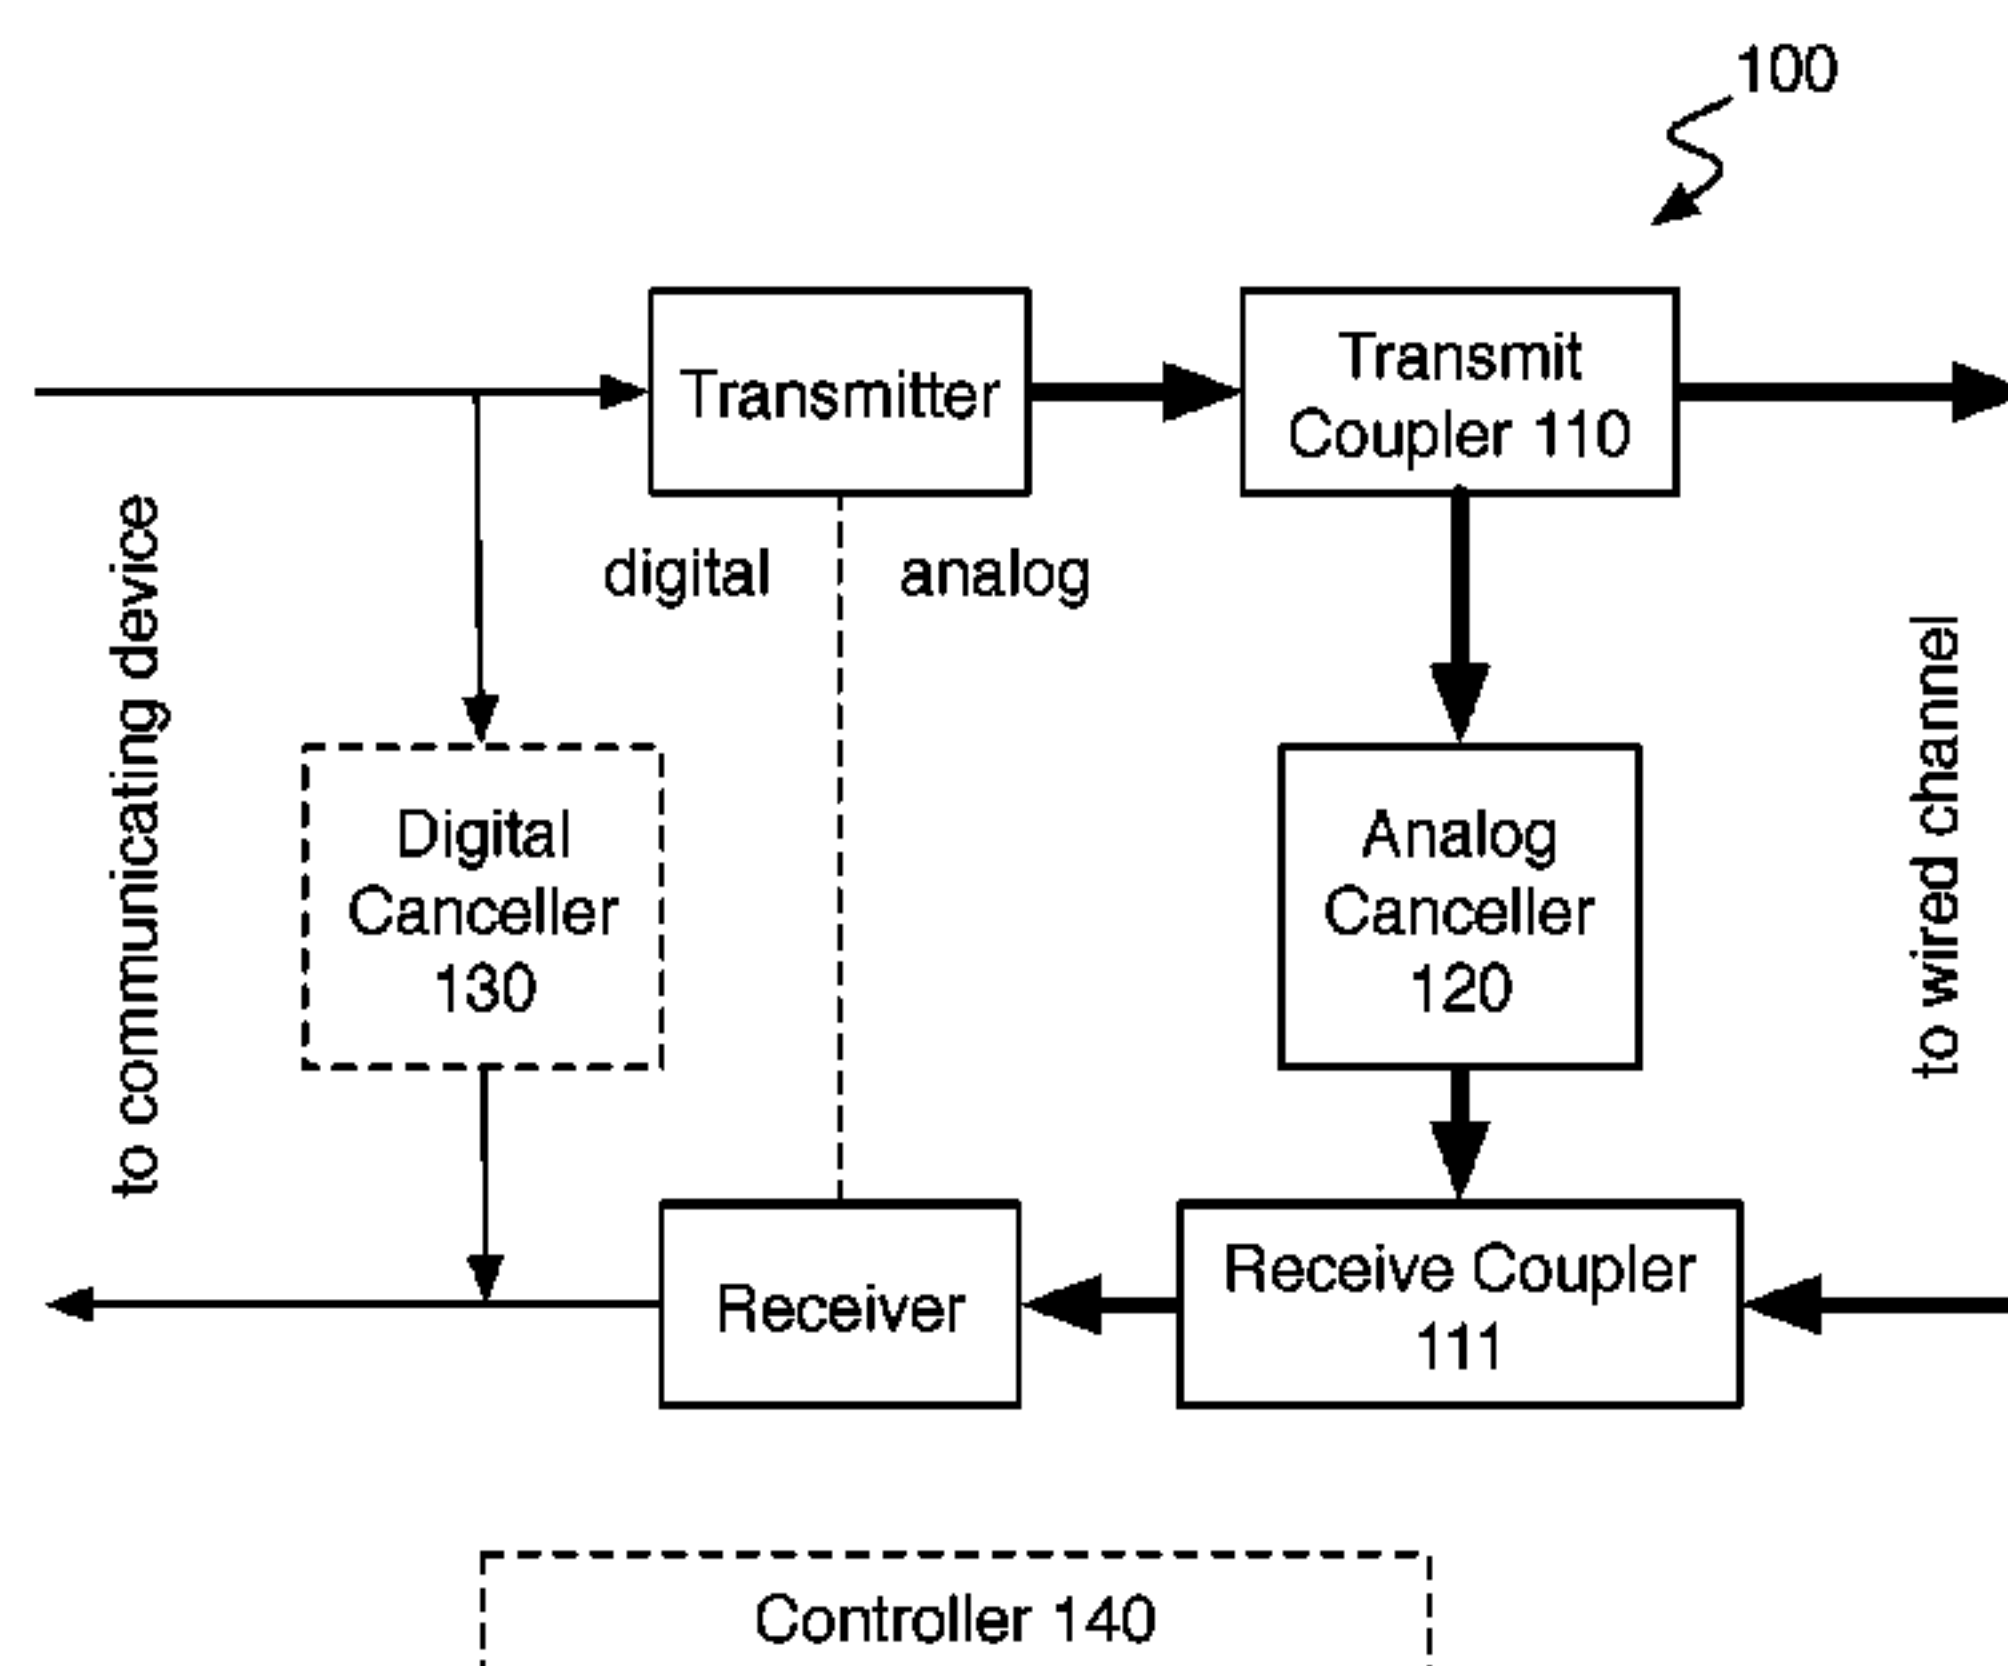 100
Transmitter
Transmit
Coupler 110
digital
analog
to communicating device
to wired channel
Digital
Canceller
130
Analog
Canceller
120
Receiver
Receive Coupler
111
Controller 140